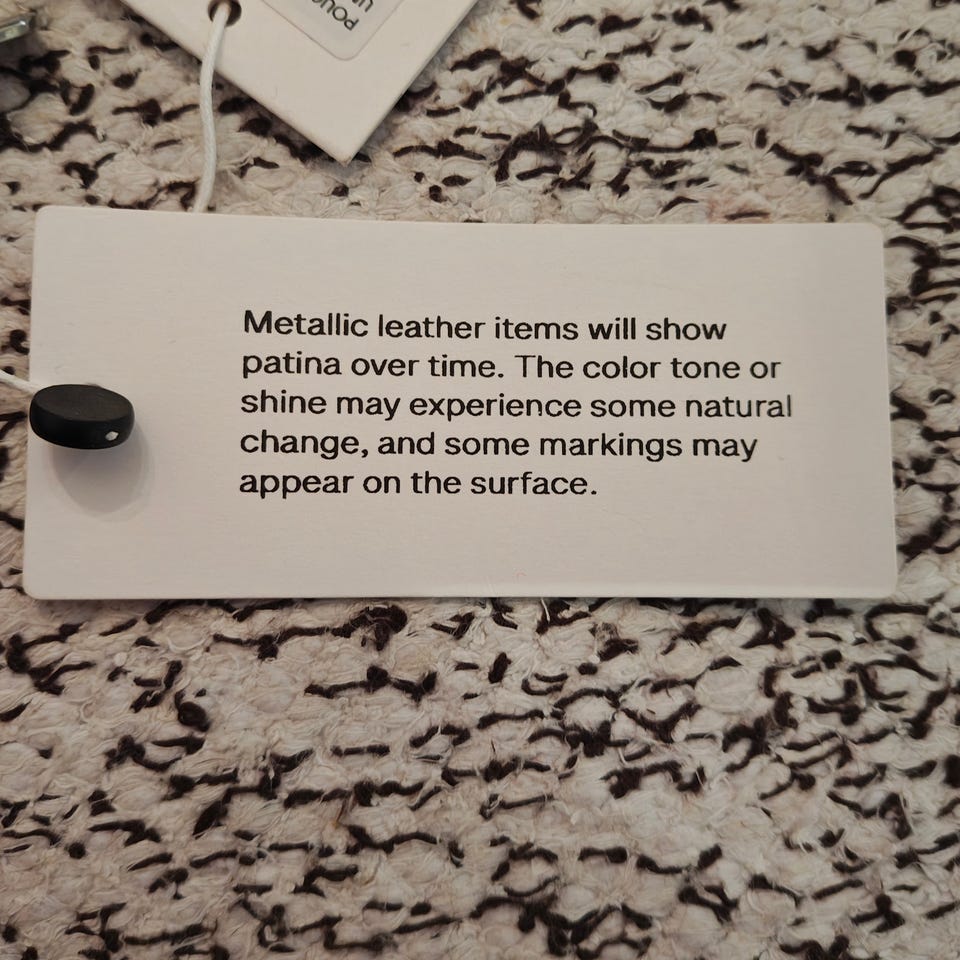 Metallic leather items will show
patina over time. The color tone or
shine may experience some natural
change, and some markings may
appear on the surface.